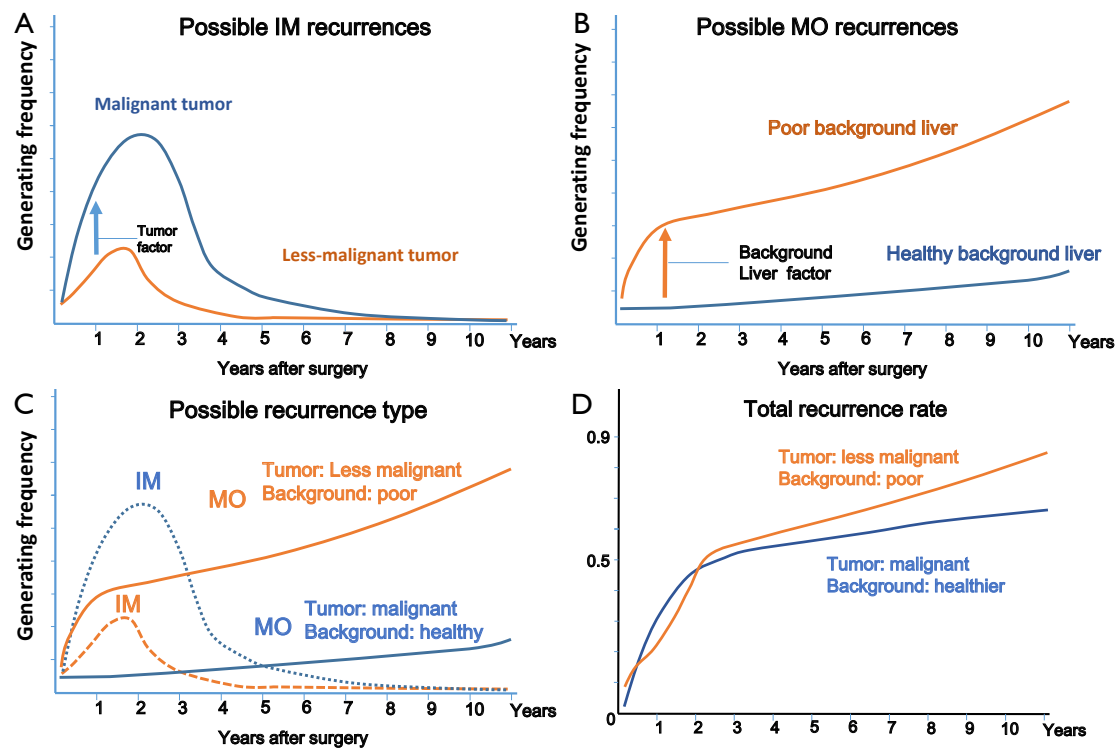 A
Possible IM recurrences
Generating frequency
Malignant tumor
Tumor
factor
Less-malignant tumor
1 2 3 4 5 6 7 8 9 10 Years
Years after surgery
B
Possible MO recurrences
Generating frequency
Poor background liver
Background
Liver factor
Healthy background liver
1 2 3 4 5 6 7 8 9 10 Years
Years after surgery
C
Possible recurrence type
Generating frequency
IM
MO
Tumor: Less malignant
Background: poor
IM
MO
Tumor: malignant
Background: healthy
1 2 3 4 5 6 7 8 9 10 Years
Years after surgery
D
Total recurrence rate
0.9
Tumor: less malignant
Background: poor
0.5
Tumor: malignant
Background: healthier
0
1 2 3 4 5 6 7 8 9 10 Years